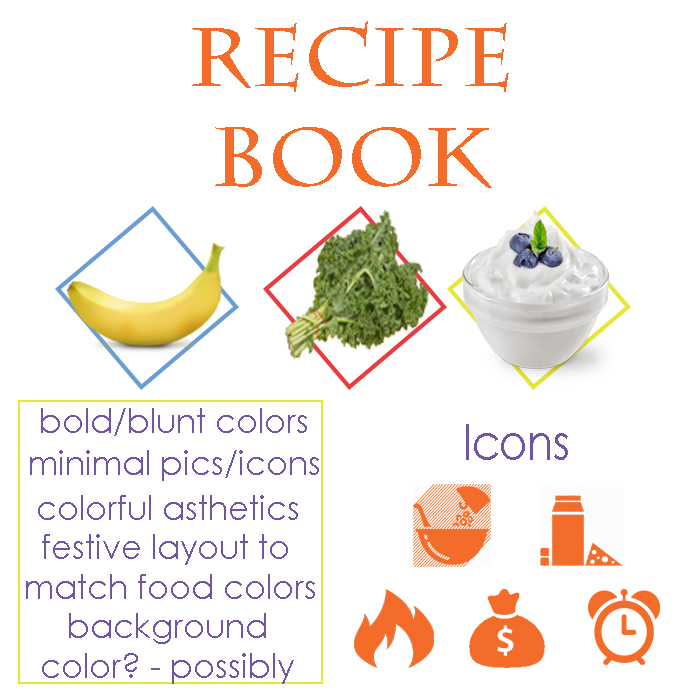 RECIPE
BOOK
bold/blunt colors
minimal pics/icons
colorful asthetics
festive layout to
match food colors
background
color? - possibly
Icons
$